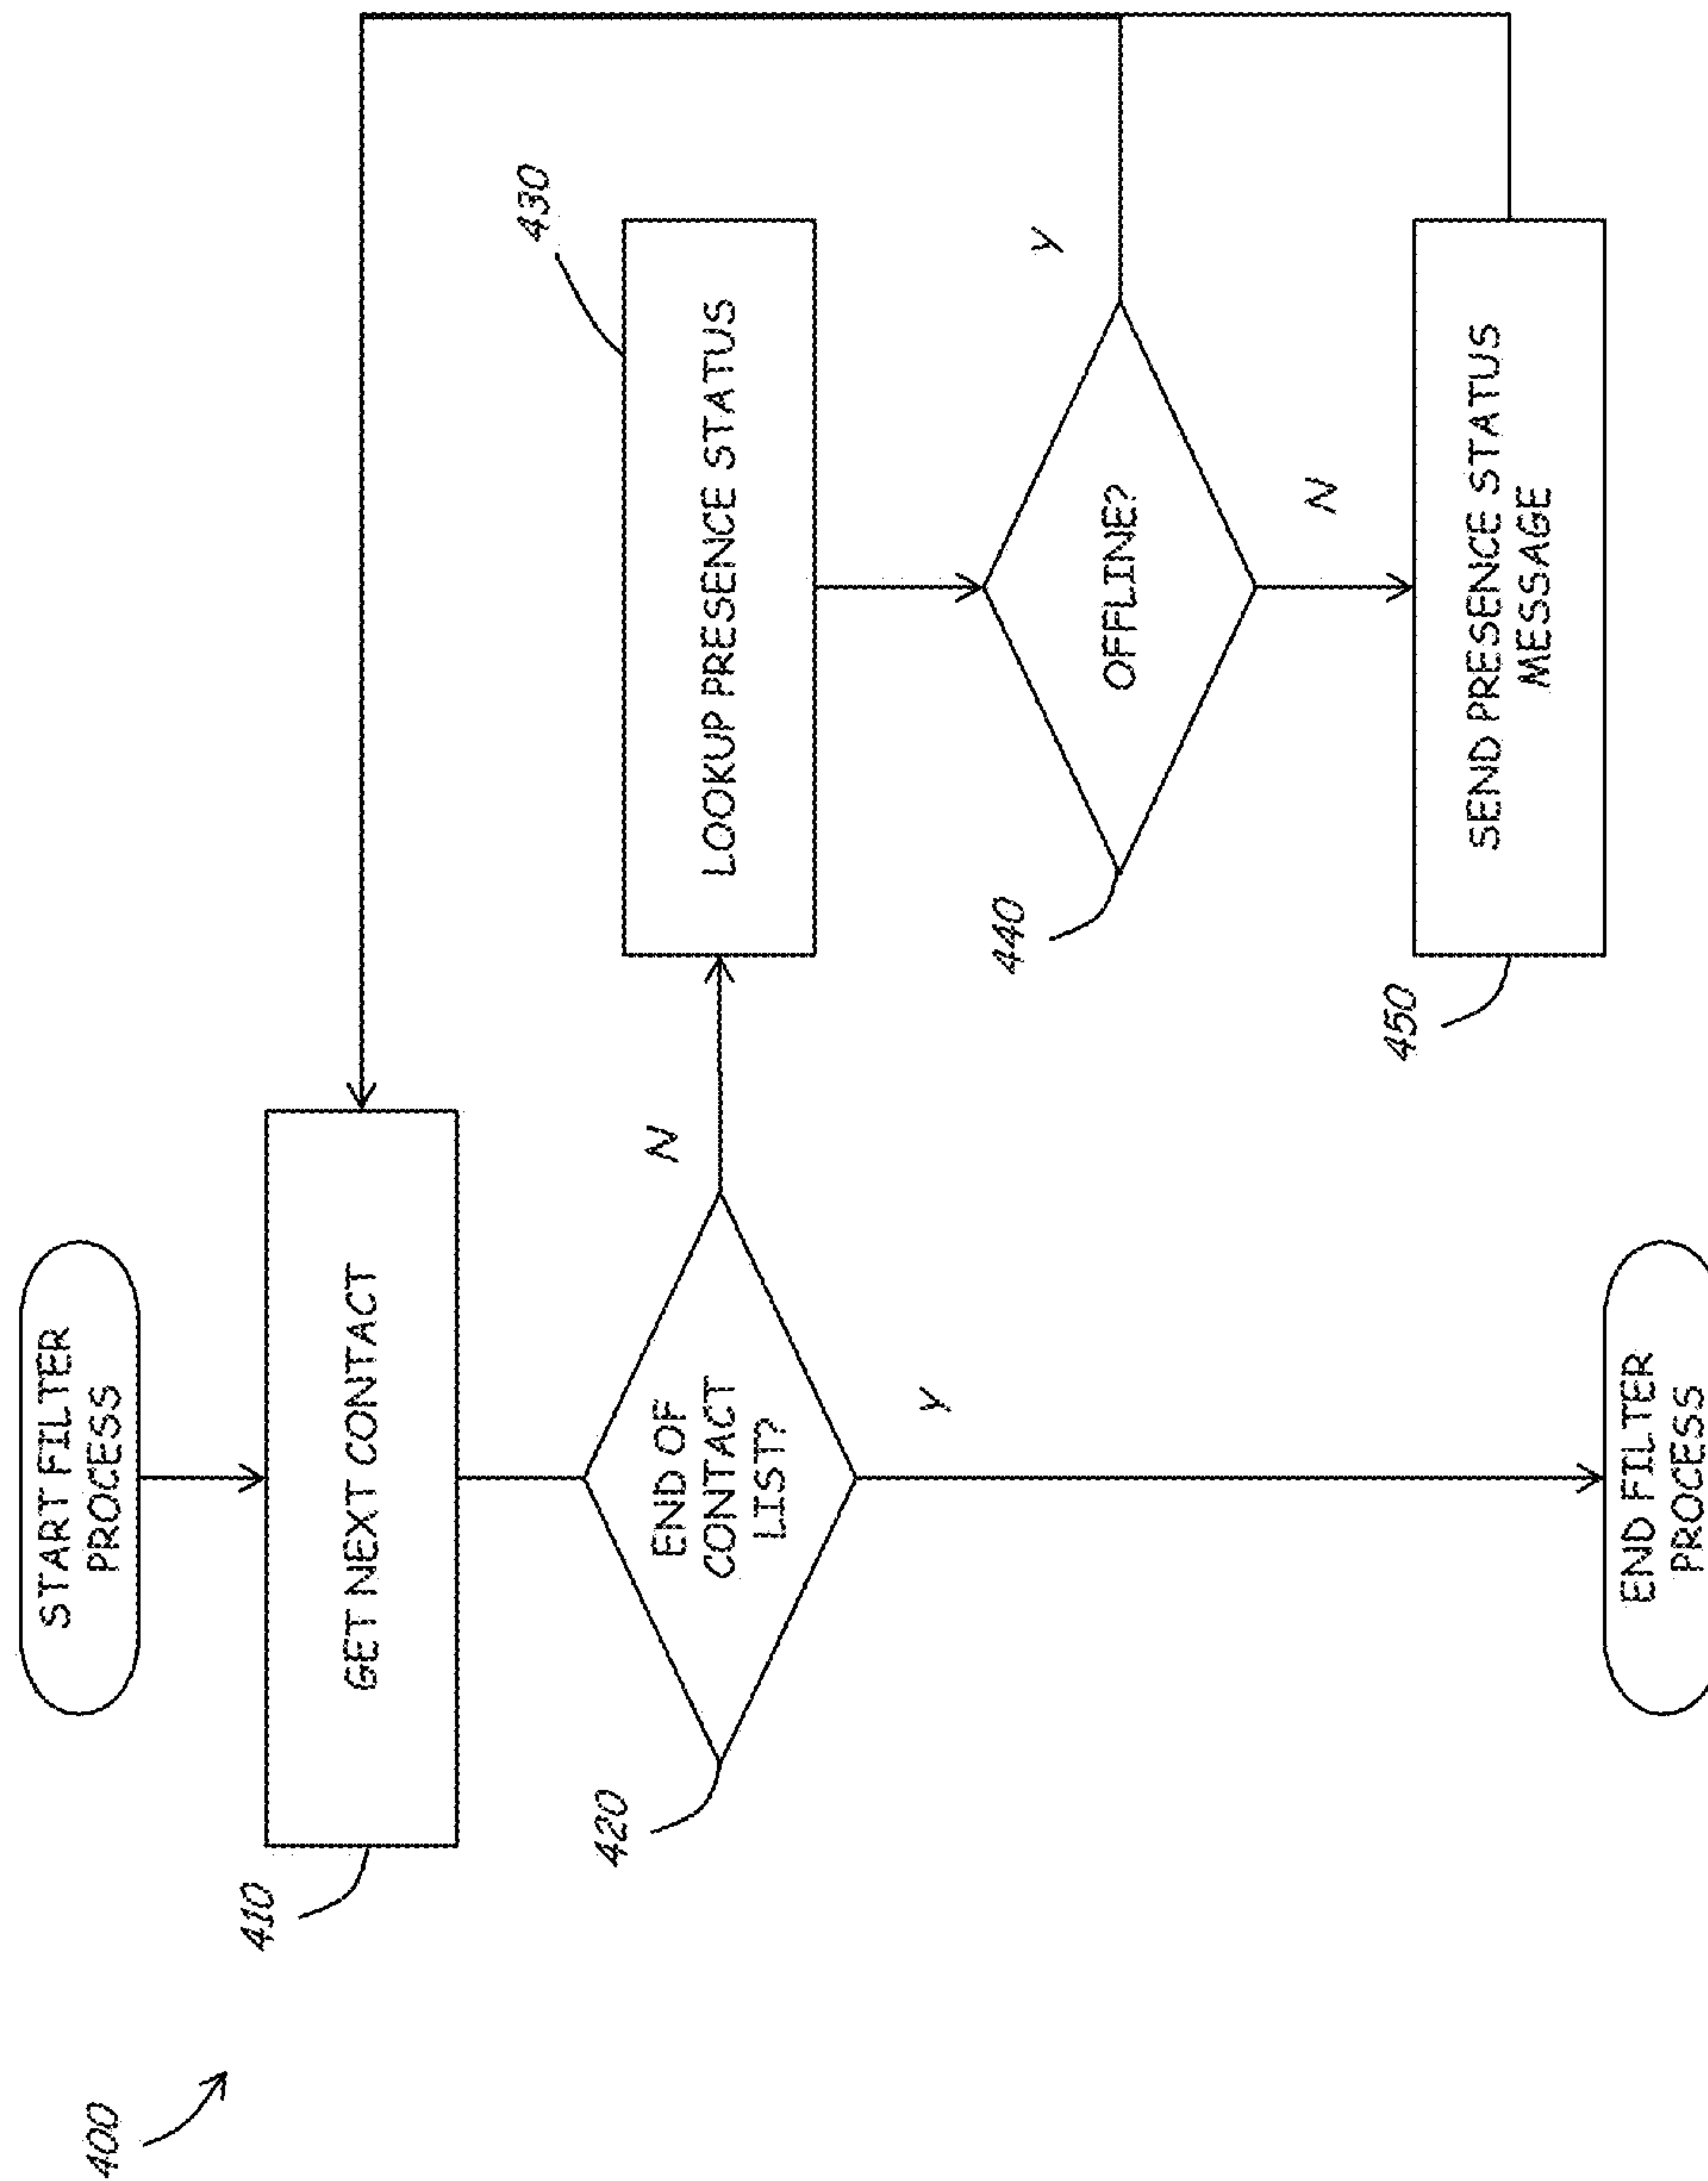 400
START FILTER
PROCESS
410
GET NEXT CONTACT
420
END OF
CONTACT
LIST?
N
Y
430
LOOKUP PRESENCE STATUS
440
OFFLINE?
Y
N
450
SEND PRESENCE STATUS
MESSAGE
END FILTER
PROCESS